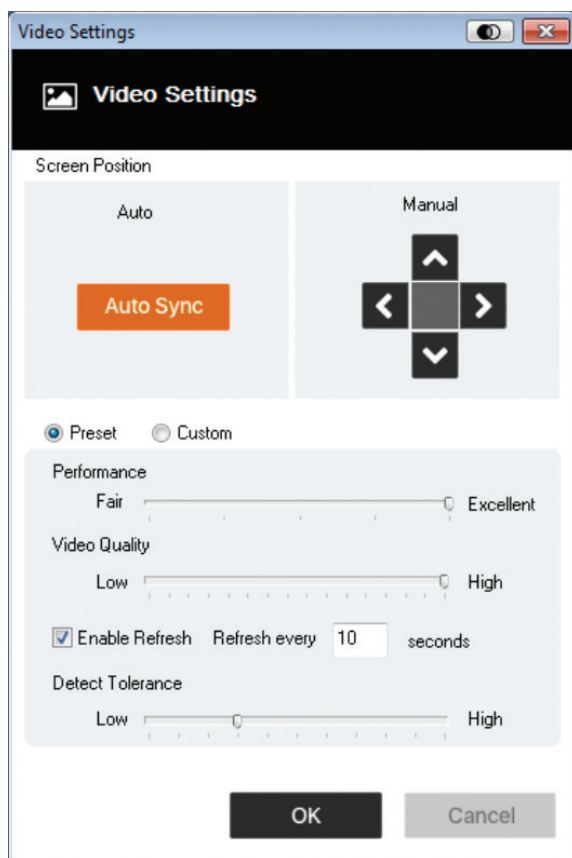 Video Settings
Video Settings
Screen Position
Auto
Manual
Auto Sync
Preset Custom
Performance
Fair Excellent
Video Quality
Low High
Enable Refresh Refresh every 10 seconds
Detect Tolerance
Low High
OK Cancel